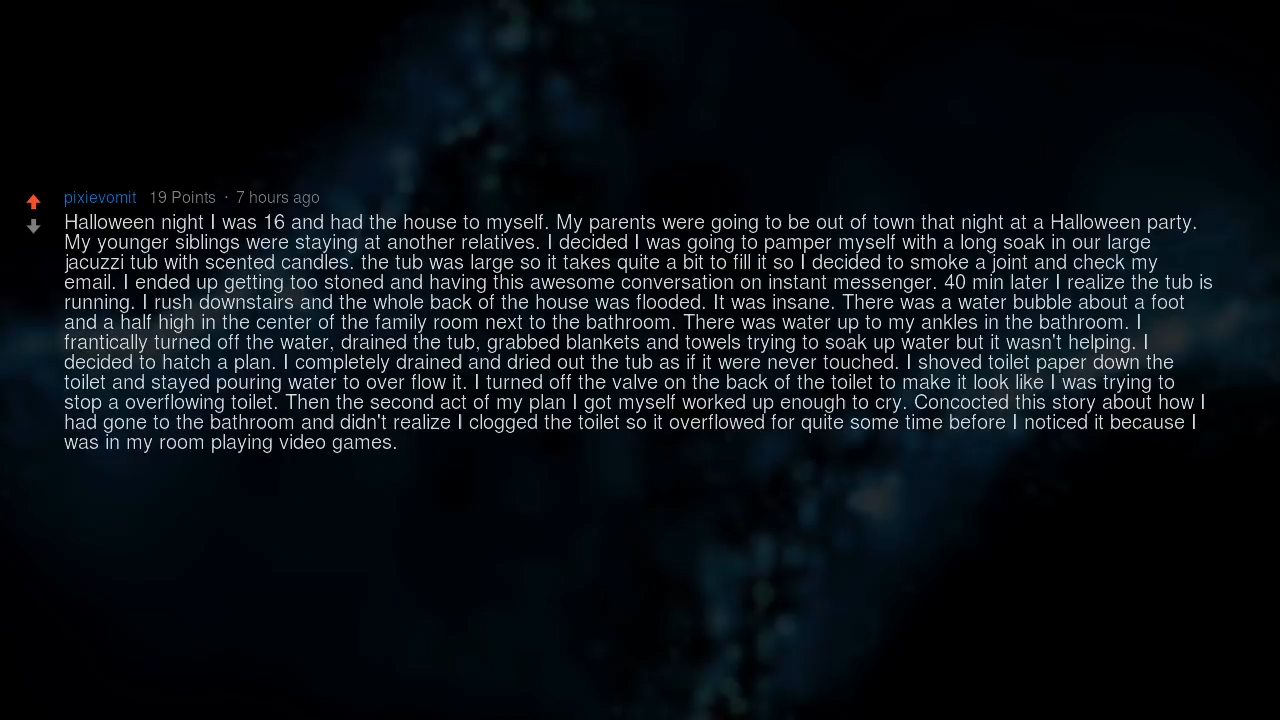 pixievomit 19 Points · 7 hours ago
Halloween night I was 16 and had the house to myself. My parents were going to be out of town that night at a Halloween party.
My younger siblings were staying at another relatives. I decided I was going to pamper myself with a long soak in our large
jacuzzi tub with scented candles. the tub was large so it takes quite a bit to fill it so I decided to smoke a joint and check my
email. I ended up getting too stoned and having this awesome conversation on instant messenger. 40 min later I realize the tub is
running. I rush downstairs and the whole back of the house was flooded. It was insane. There was a water bubble about a foot
and a half high in the center of the family room next to the bathroom. There was water up to my ankles in the bathroom. I
frantically turned off the water, drained the tub, grabbed blankets and towels trying to soak up water but it wasn't helping. I
decided to hatch a plan. I completely drained and dried out the tub as if it were never touched. I shoved toilet paper down the
toilet and stayed pouring water to over flow it. I turned off the valve on the back of the toilet to make it look like I was trying to
stop a overflowing toilet. Then the second act of my plan I got myself worked up enough to cry. Concocted this story about how I
had gone to the bathroom and didn't realize I clogged the toilet so it overflowed for quite some time before I noticed it because I
was in my room playing video games.